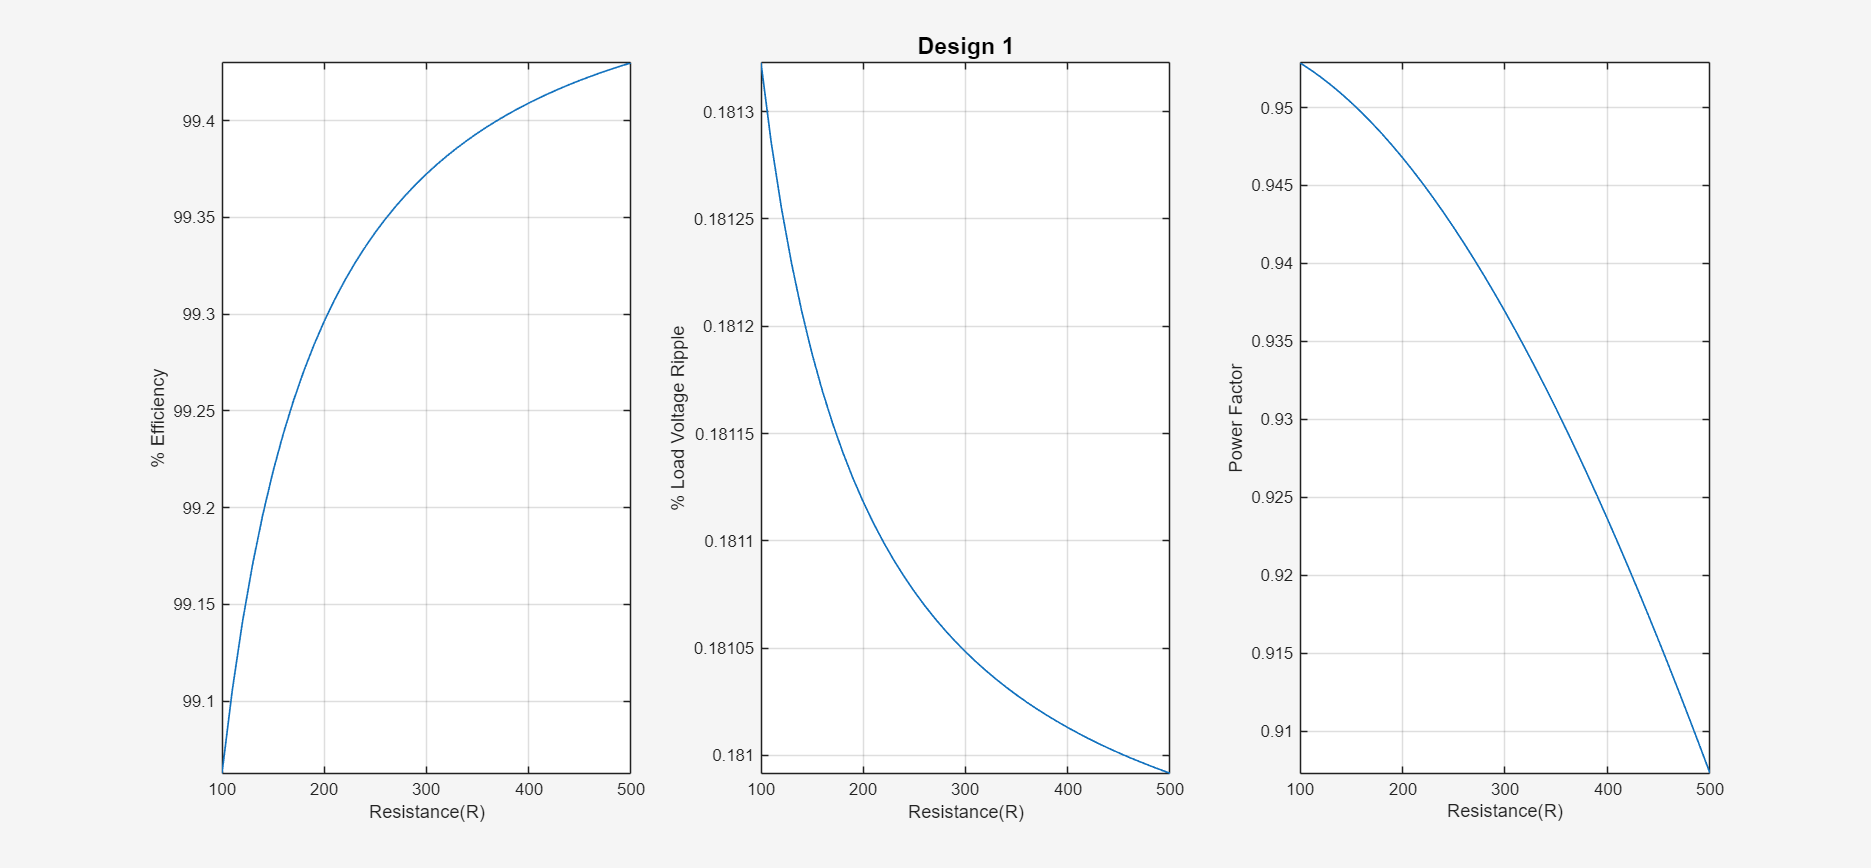 Design 1
% Efficiency
99.4
99.35
99.3
99.25
99.2
99.15
99.1
100 200 300 400 500
Resistance(R)
% Load Voltage Ripple
0.1813
0.18125
0.1812
0.18115
0.1811
0.18105
0.181
100 200 300 400 500
Resistance(R)
Power Factor
0.95
0.945
0.94
0.935
0.93
0.925
0.92
0.915
0.91
100 200 300 400 500
Resistance(R)